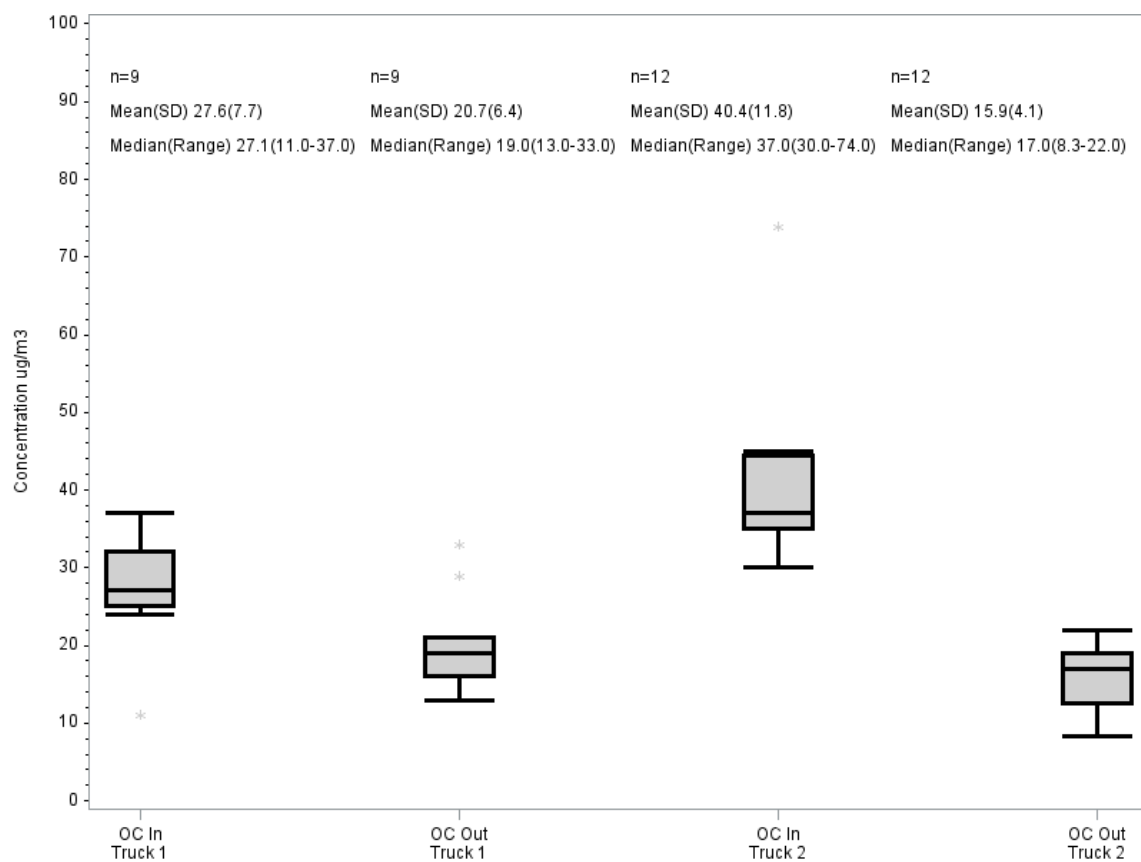 100
90
80
70
60
50
40
30
20
10
0
Concentration ug/m3
n=9
Mean(SD) 27.6(7.7)
Median(Range) 27.1(11.0-37.0)
n=9
Mean(SD) 20.7(6.4)
Median(Range) 19.0(13.0-33.0)
n=12
Mean(SD) 40.4(11.8)
Median(Range) 37.0(30.0-74.0)
n=12
Mean(SD) 15.9(4.1)
Median(Range) 17.0(8.3-22.0)
OC In
Truck 1
OC Out
Truck 1
OC In
Truck 2
OC Out
Truck 2